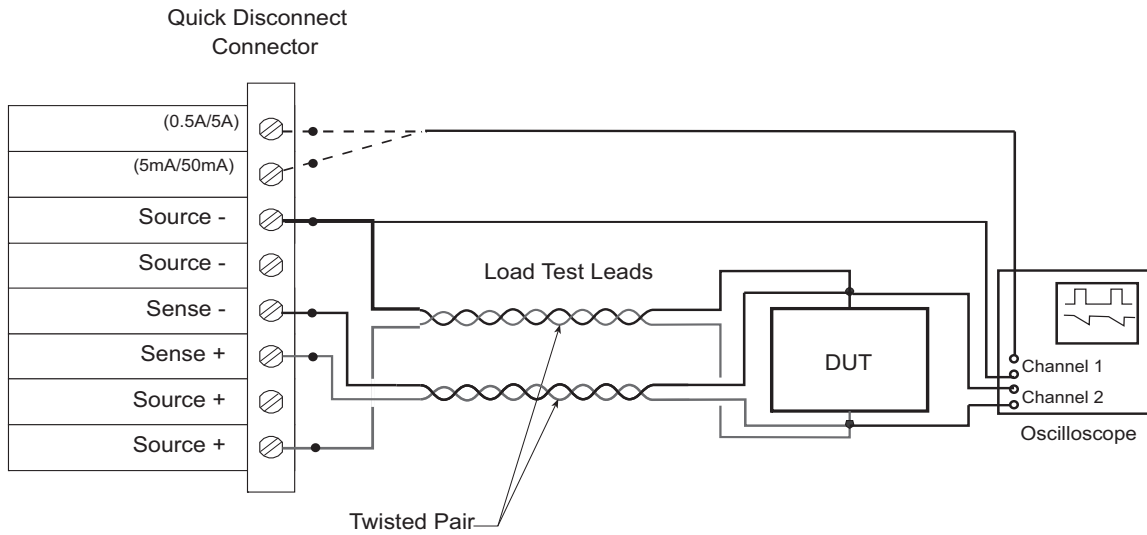 Quick Disconnect
Connector
(0.5A/5A)
(5mA/50mA)
Source -
Source -
Sense -
Sense +
Source +
Source +
Load Test Leads
DUT
Channel 1
Channel 2
Oscilloscope
Twisted Pair